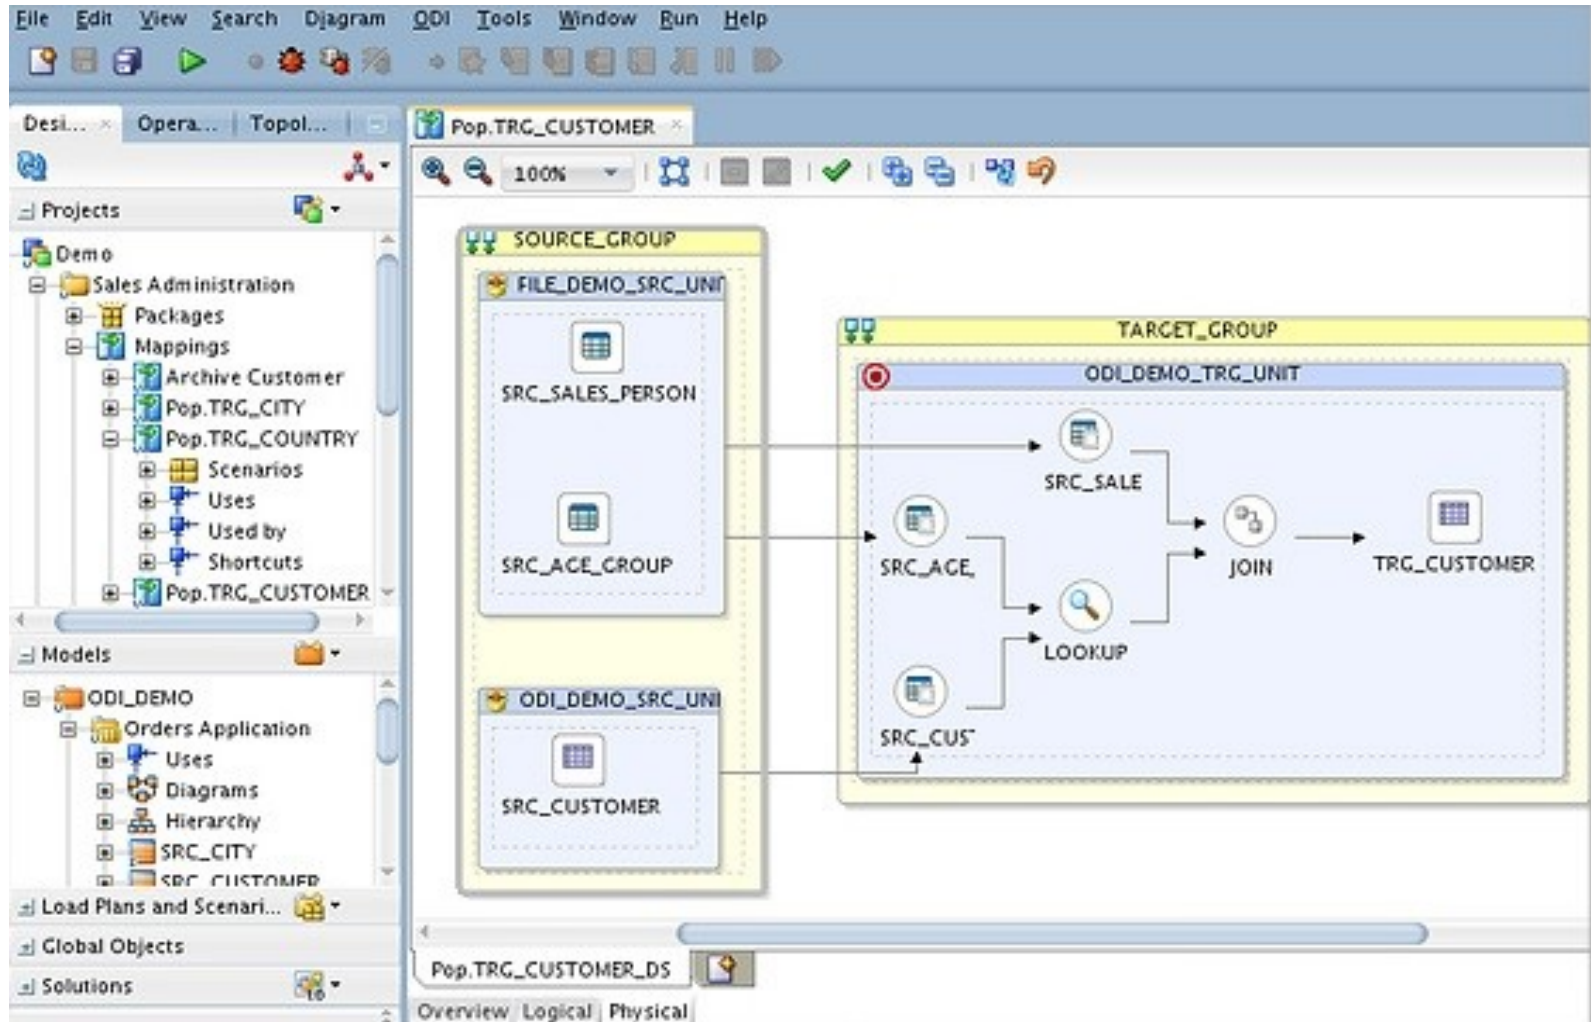 File Edit View Search Diagram ODI Tools Window Run Help
Desi... Opera... Topol...
Pop.TRG_CUSTOMER
100%
Projects
Demo
Sales Administration
Packages
Mappings
Archive Customer
Pop.TRG_CITY
Pop.TRG_COUNTRY
Scenarios
Uses
Used by
Shortcuts
Pop.TRG_CUSTOMER
Models
ODI_DEMO
Orders Application
Uses
Diagrams
Hierarchy
SRC_CITY
SRC_CUSTOMER
Load Plans and Scenari...
Global Objects
Solutions
SOURCE_GROUP
FILE_DEMO_SRC_UNI
SRC_SALES_PERSON
SRC_AGE_GROUP
ODI_DEMO_SRC_UNI
SRC_CUSTOMER
TARGET_GROUP
ODI_DEMO_TRG_UNIT
SRC_SALE
SRC_AGE_
JOIN
TRG_CUSTOMER
LOOKUP
SRC_CUS
Pop.TRG_CUSTOMER_DS
Overview Logical Physical